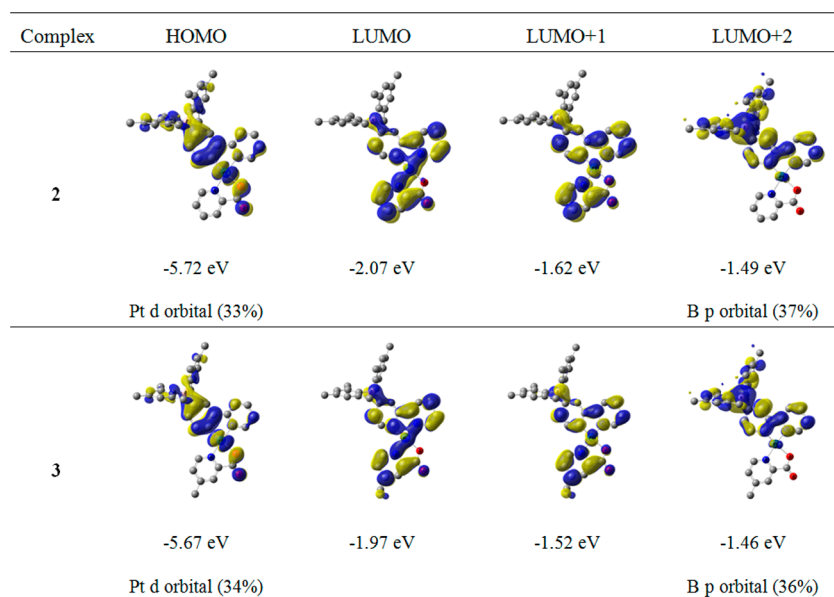 Complex HOMO LUMO LUMO+1 LUMO+2
2
-5.72 eV -2.07 eV -1.62 eV -1.49 eV
Pt d orbital (33%) B p orbital (37%)
3
-5.67 eV -1.97 eV -1.52 eV -1.46 eV
Pt d orbital (34%) B p orbital (36%)